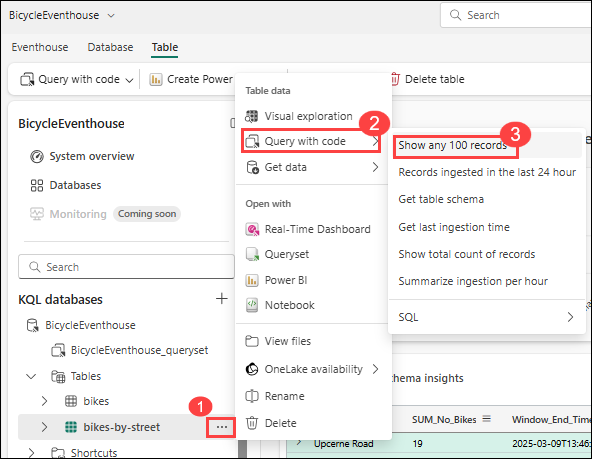 BicycleEventhouse
Search
Eventhouse Database Table
Query with code
Create Power
Delete table
BicycleEventhouse
System overview
Databases
Monitoring Coming soon
Search
KQL databases
BicycleEventhouse
BicycleEventhouse_queryset
Tables
bikes
1
bikes-by-street
Shortcuts
Table data
Visual exploration
2
Query with code
Get data
Open with
Real-Time Dashboard
Queryset
Power BI
Notebook
View files
OneLake availability
Rename
Delete
3
Show any 100 records
Records ingested in the last 24 hour
Get table schema
Get last ingestion time
Show total count of records
Summarize ingestion per hour
SQL
hema insights
SUM_No_Bikes Window_End_Time
Upcerne Road 19 2025-03-09T13:46